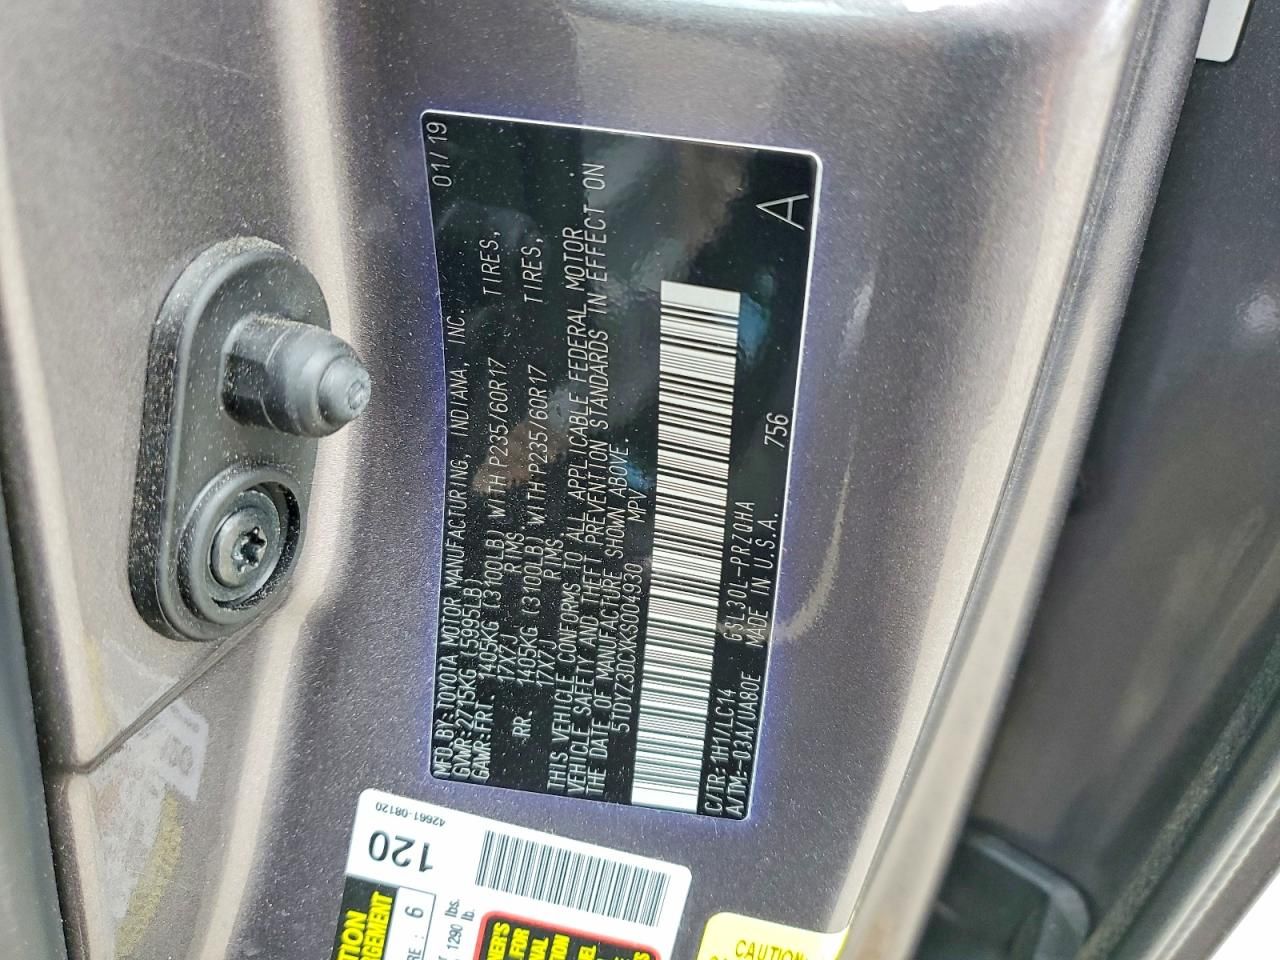 MFD.BY:TOYOTA MOTOR MANUFACTURING, INDIANA, INC. 01/19
GVWR:2715KG (5995LB)
GAWR:FRT. 1405KG (3100LB) WITH P235/60R17 TIRES,
17X7J RIMS
RR. 1405KG (3100LB) WITH P235/60R17 TIRES,
17X7J RIMS
THIS VEHICLE CONFORMS TO ALL APPLICABLE FEDERAL MOTOR
VEHICLE SAFETY AND THEFT PREVENTION STANDARDS IN EFFECT ON
THE DATE OF MANUFACTURE SHOWN ABOVE.
5TDYZ3DCXKS004930 MPV
C/TR:1H1/LC14 GSL30L-PRZQHA 756
A/TM:-03A/UA80E MADE IN U.S.A. A
42661-08120
120
6
1290 lbs.
lb.
CAUTION